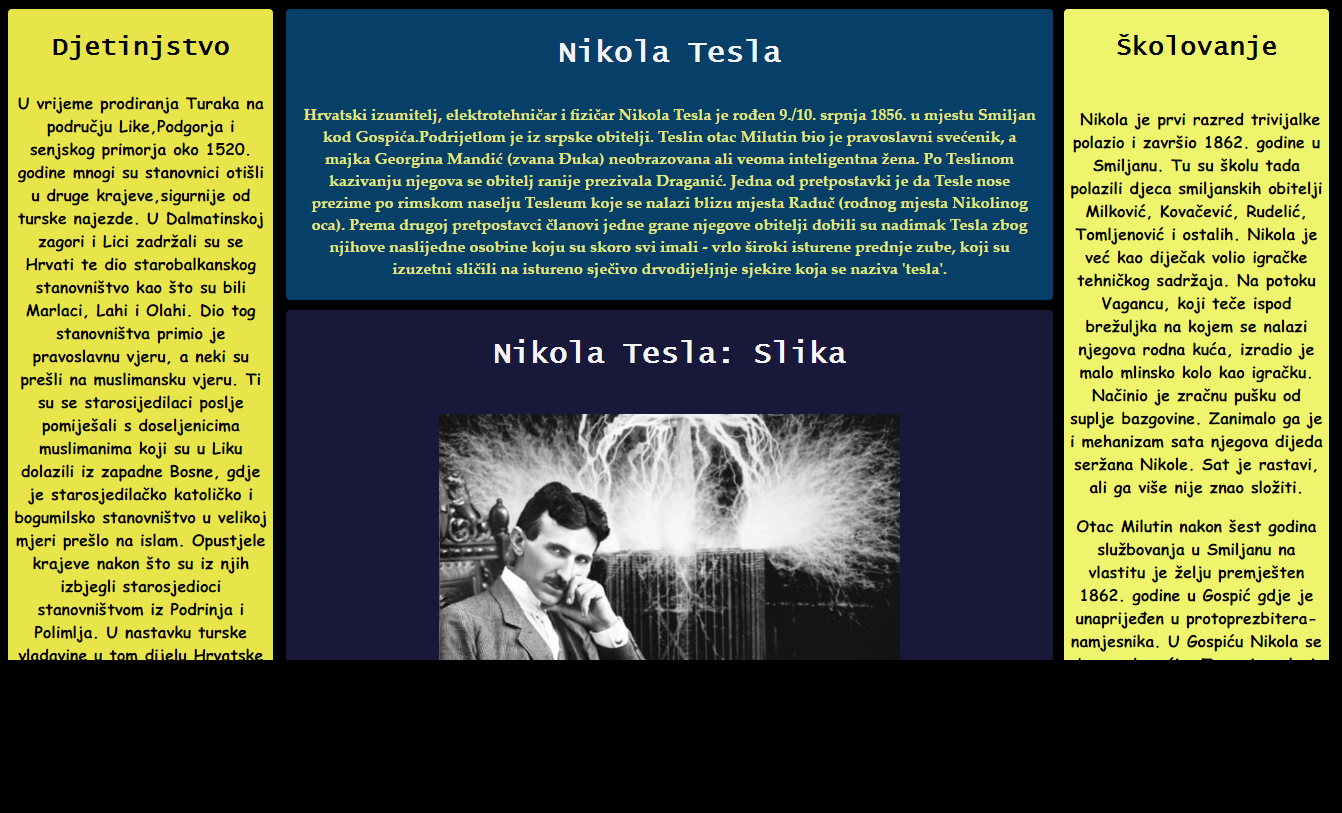 Djetinjstvo
U vrijeme prodiranja Turaka na
području Like,Podgorja i
senjskog primorja oko 1520.
godine mnogi su stanovnici otišli
u druge krajeve,sigurnije od
turske najezde. U Dalmatinskoj
zagori i Lici zadržali su se
Hrvati te dio starobalkanskog
stanovništvo kao što su bili
Marlaci, Lahi i Olahi. Dio tog
stanovništva primio je
pravoslavnu vjeru, a neki su
prešli na muslimansku vjeru. Ti
su se starosijedilaci poslje
pomiješali s doseljenicima
muslimanima koji su u Liku
dolazili iz zapadne Bosne, gdje
je starosjedilačko katoličko i
bogumilsko stanovništvo u velikoj
mjeri prešlo na islam. Opustjele
krajeve nakon što su iz njih
izbjegli starosjedioci
stanovništvom iz Podrinja i
Polimlja. U nastavku turske
vladavine u tom dijelu Hrvatske
Nikola Tesla
Hrvatski izumitelj, elektrotehničar i fizičar Nikola Tesla je rođen 9./10. srpnja 1856. u mjestu Smiljan
kod Gospića.Podrijetlom je iz srpske obitelji. Teslin otac Milutin bio je pravoslavni svećenik, a
majka Georgina Mandić (zvana Đuka) neobrazovana ali veoma inteligentna žena. Po Teslinom
kazivanju njegova se obitelj ranije prezivala Draganić. Jedna od pretpostavki je da Tesle nose
prezime po rimskom naselju Tesleum koje se nalazi blizu mjesta Raduč (rodnog mjesta Nikolinog
oca). Prema drugoj pretpostavci članovi jedne grane njegove obitelji dobili su nadimak Tesla zbog
njihove naslijedne osobine koju su skoro svi imali - vrlo široki isturene prednje zube, koji su
izuzetni sličili na istureno sječivo drvodijeljnje sjekire koja se naziva 'tesla'.
Nikola Tesla: Slika
Školovanje
Nikola je prvi razred trivijalke
polazio i završio 1862. godine u
Smiljanu. Tu su školu tada
polazili djeca smiljanskih obitelji
Milković, Kovačević, Rudelić,
Tomljenović i ostalih. Nikola je
već kao diječak volio igračke
tehničkog sadržaja. Na potoku
Vagancu, koji teče ispod
brežuljka na kojem se nalazi
njegova rodna kuća, izradio je
malo mlinsko kolo kao igračku.
Načinio je zračnu pušku od
suplje bazgovine. Zanimalo ga je
i mehanizam sata njegova dijeda
seržana Nikole. Sat je rastavi,
ali ga više nije znao složiti.
Otac Milutin nakon šest godina
službovanja u Smiljanu na
vlastitu je želju premješten
1862. godine u Gospić gdje je
unaprijeđen u protoprezbitera-
namjesnika. U Gospiću Nikola se